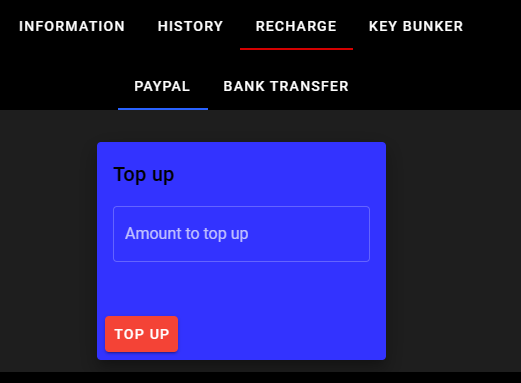 INFORMATION HISTORY RECHARGE KEY BUNKER
PAYPAL BANK TRANSFER
Top up
Amount to top up
TOP UP